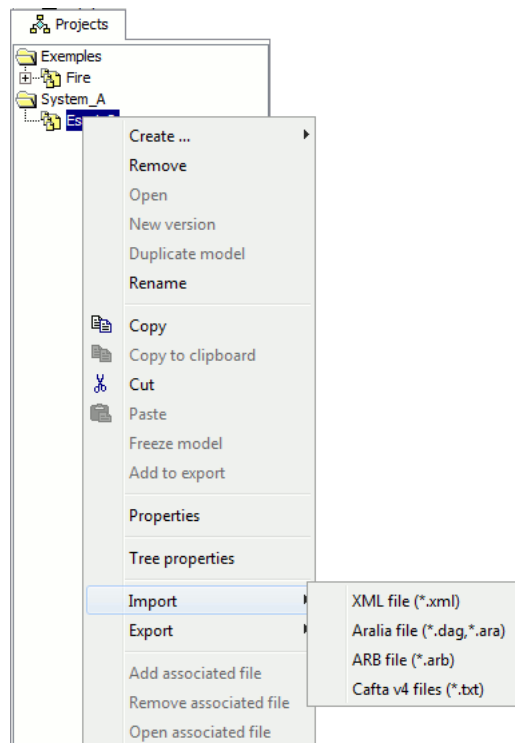 Projects
Exemples
Fire
System_A
Create ...
Remove
Open
New version
Duplicate model
Rename
Copy
Copy to clipboard
Cut
Paste
Freeze model
Add to export
Properties
Tree properties
Import
XML file (*.xml)
Export
Aralia file (*.dag,*.ara)
ARB file (*.arb)
Cafta v4 files (*.txt)
Add associated file
Remove associated file
Open associated file